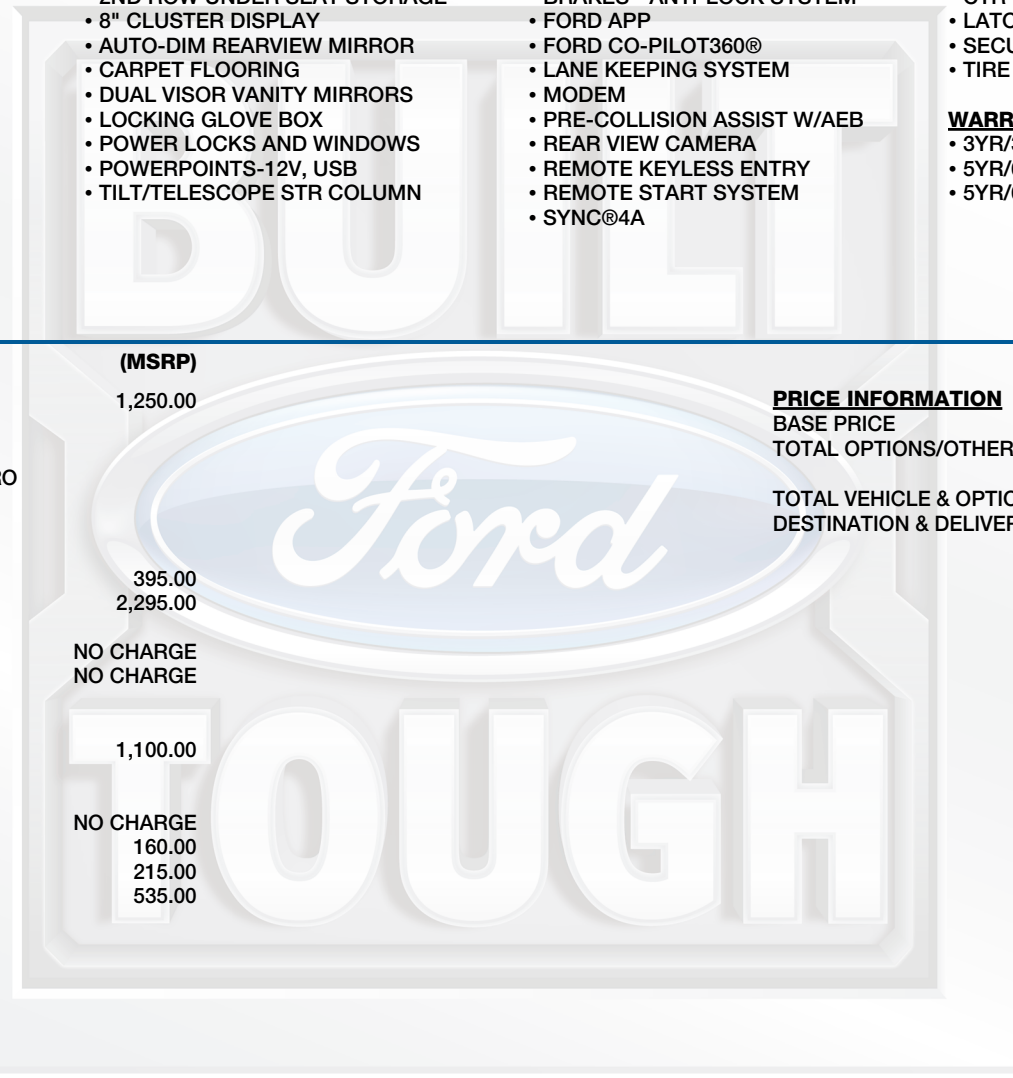 • 8" CLUSTER DISPLAY
• AUTO-DIM REARVIEW MIRROR
• CARPET FLOORING
• DUAL VISOR VANITY MIRRORS
• LOCKING GLOVE BOX
• POWER LOCKS AND WINDOWS
• POWERPOINTS-12V, USB
• TILT/TELESCOPE STR COLUMN
• FORD APP
• FORD CO-PILOT360®
• LANE KEEPING SYSTEM
• MODEM
• PRE-COLLISION ASSIST W/AEB
• REAR VIEW CAMERA
• REMOTE KEYLESS ENTRY
• REMOTE START SYSTEM
• SYNC®4A
• TIRE
• 3YR/
• 5YR/
• 5YR/
BUILT
Ford
TOUGH
(MSRP)
1,250.00
395.00
2,295.00
NO CHARGE
NO CHARGE
1,100.00
NO CHARGE
160.00
215.00
535.00
PRICE INFORMATION
BASE PRICE
TOTAL OPTIONS/OTHER
TOTAL VEHICLE &
DESTINATION &